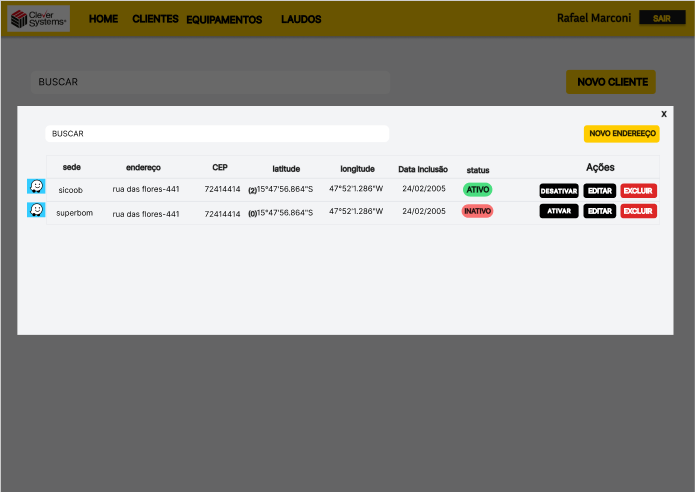 Clever Systems® HOME CLIENTES EQUIPAMENTOS LAUDOS Rafael Marconi SAIR
BUSCAR NOVO CLIENTE
X
BUSCAR NOVO ENDEREEÇO
sede endereço CEP latitude longitude Data inclusão status Ações
sicoob rua das flores-441 72414414 (2)15°47'56.864"S 47°52'1.286"W 24/02/2005 ATIVO DESATIVAR EDITAR EXCLUIR
superbom rua das flores-441 72414414 (0)15°47'56.864"S 47°52'1.286"W 24/02/2005 INATIVO ATIVAR EDITAR EXCLUIR